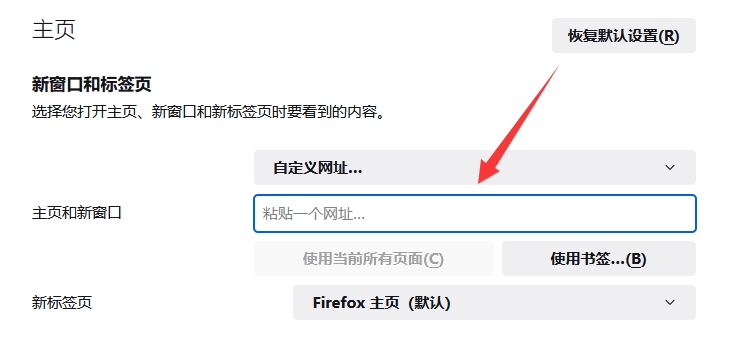 主页
恢复默认设置(R)
新窗口和标签页
选择您打开主页、新窗口和新标签页时要看到的内容。
自定义网址...
主页和新窗口
粘贴一个网址...
使用当前所有页面(C)
使用书签...(B)
新标签页
Firefox 主页（默认）